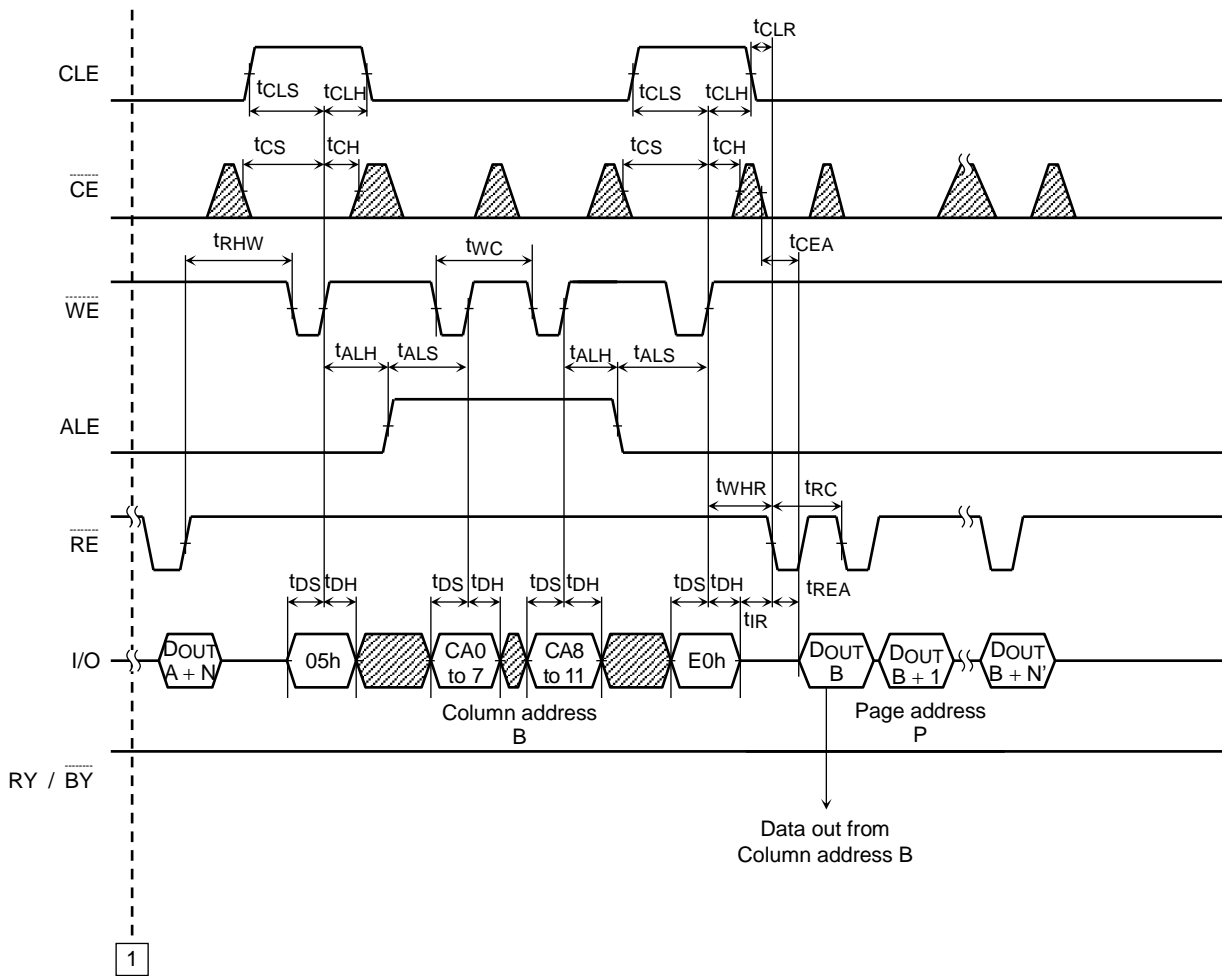 tCLR
CLE
tCLS tCLH tCLS tCLH
tCS tCH tCS tCH
CE
tRHW tWC tCEA
WE
tALH tALS tALH tALS
ALE
tWHR tRC
RE
tDS tDH tDS tDH tDS tDH tDS tDH tREA
tIR
I/O
DOUT
A + N
05h
CA0
to 7
CA8
to 11
E0h
DOUT
B
DOUT
B + 1
DOUT
B + N’
Column address
B
Page address
P
RY / BY
Data out from
Column address B
1